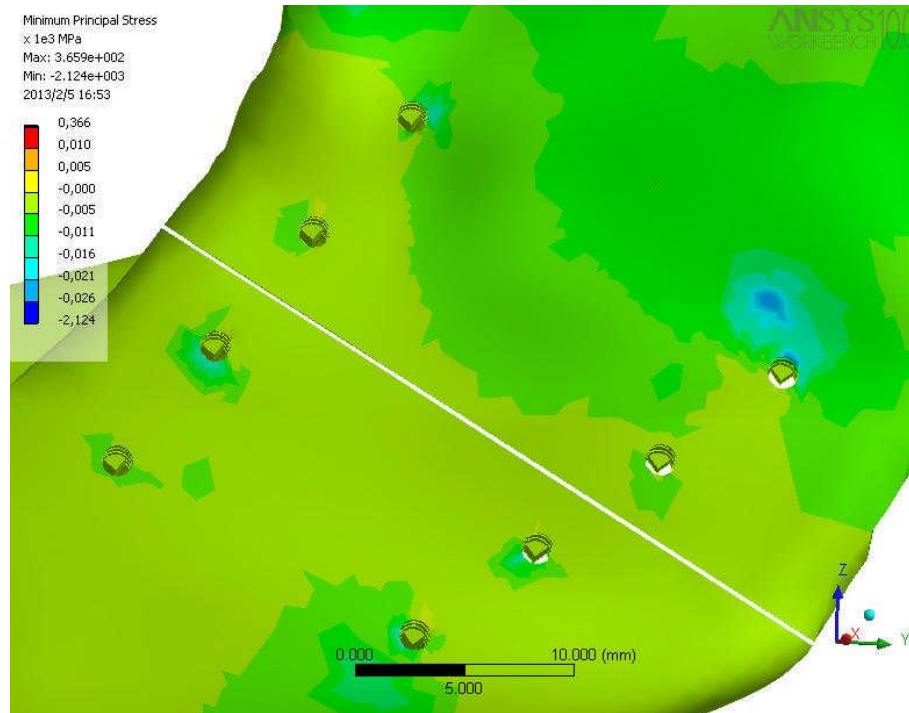 Minimum Principal Stress
x 1e3 MPa
Max: 3.659e+002
Min: -2.124e+003
2013/2/5 16:53
0,366
0,010
0,005
-0,000
-0,005
-0,011
-0,016
-0,021
-0,026
-2,124
ANSYS 10.0
WORKBENCH
0.000
10.000 (mm)
5.000
Z
X
Y